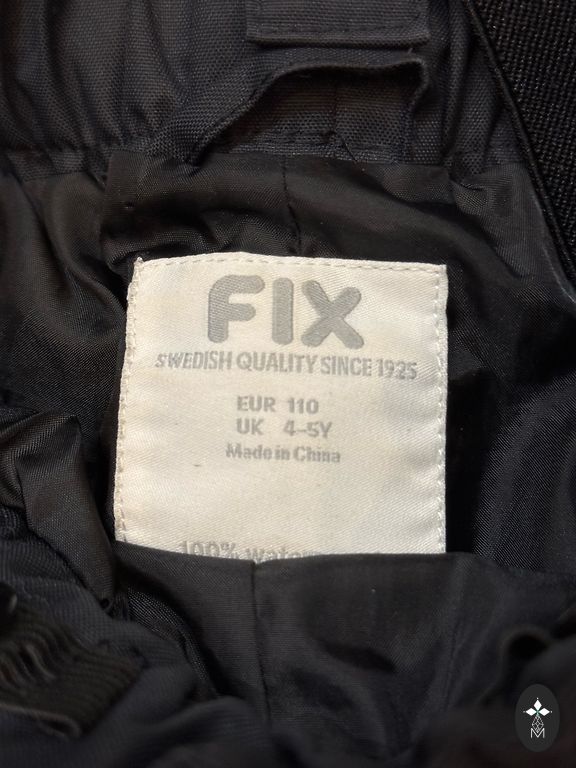 FIX
SWEDISH QUALITY SINCE 1925
EUR 110
UK 4-5Y
Made in China
100%